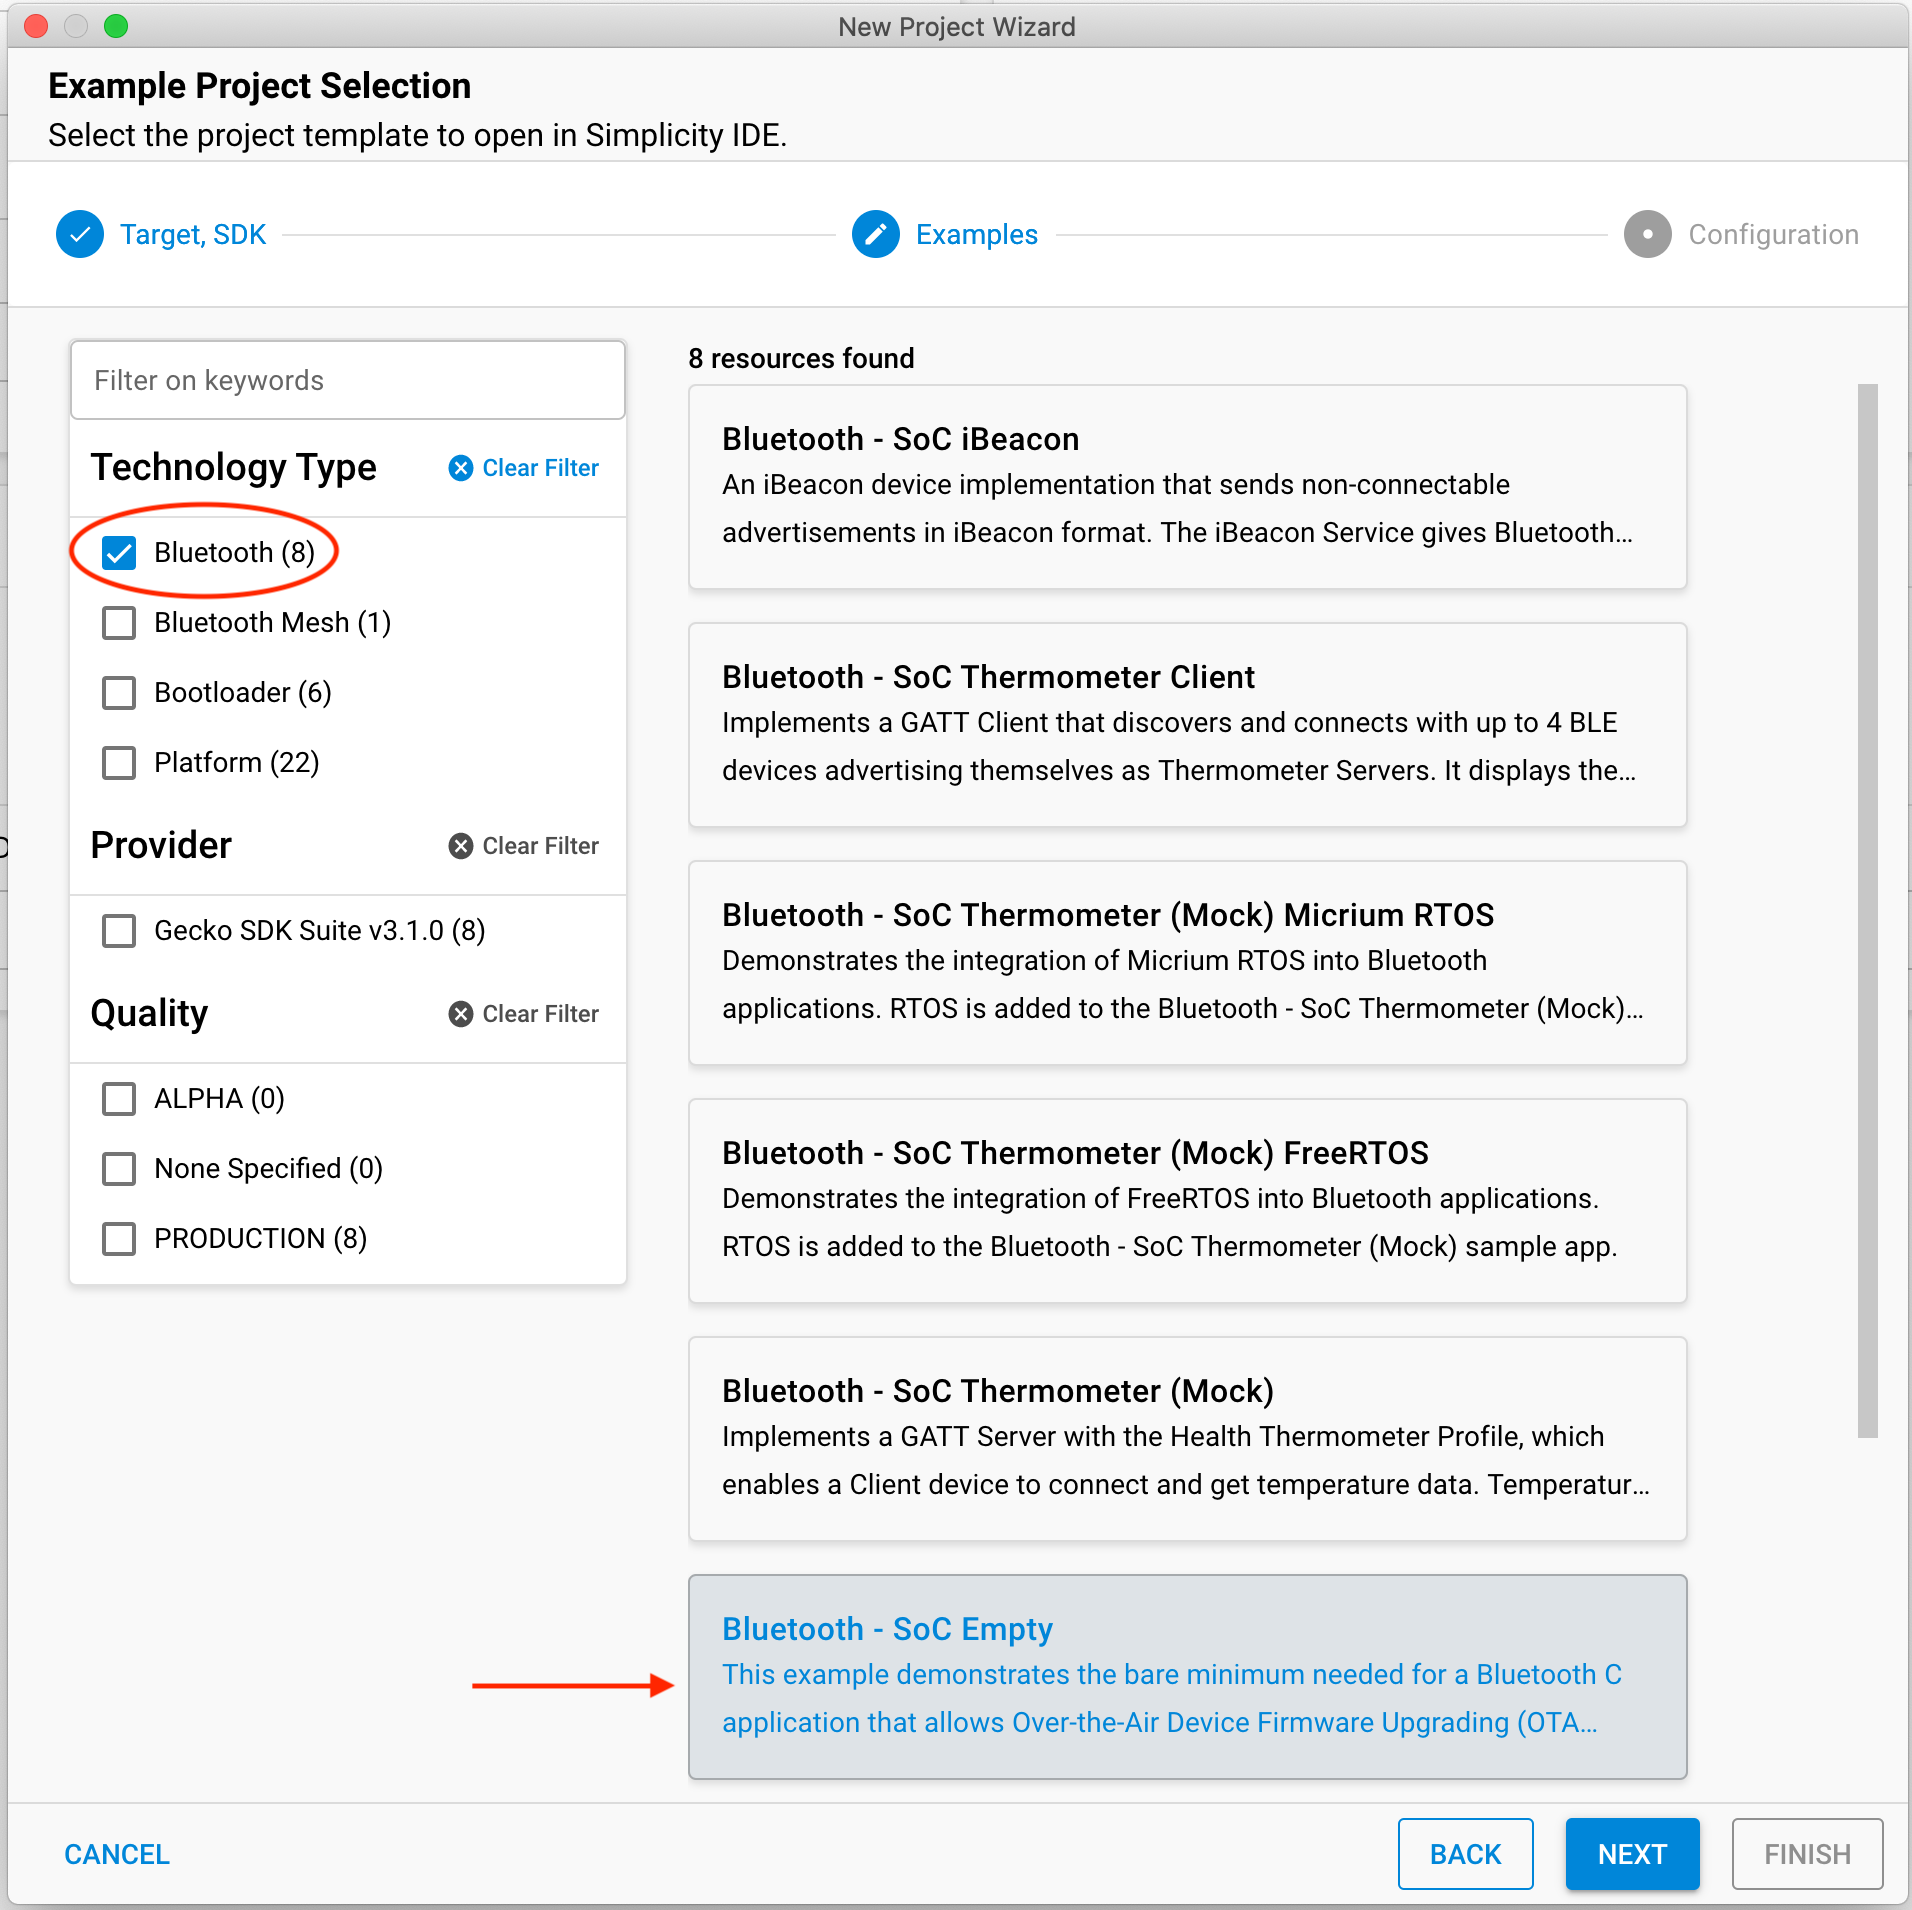 New Project Wizard
Example Project Selection
Select the project template to open in Simplicity IDE.
Target, SDK
Examples
Configuration
Filter on keywords
Technology Type
Clear Filter
Bluetooth (8)
Bluetooth Mesh (1)
Bootloader (6)
Platform (22)
Provider
Clear Filter
Gecko SDK Suite v3.1.0 (8)
Quality
Clear Filter
ALPHA (0)
None Specified (0)
PRODUCTION (8)
8 resources found
Bluetooth - SoC iBeacon
An iBeacon device implementation that sends non-connectable
advertisements in iBeacon format. The iBeacon Service gives Bluetooth...
Bluetooth - SoC Thermometer Client
Implements a GATT Client that discovers and connects with up to 4 BLE
devices advertising themselves as Thermometer Servers. It displays the...
Bluetooth - SoC Thermometer (Mock) Micrium RTOS
Demonstrates the integration of Micrium RTOS into Bluetooth
applications. RTOS is added to the Bluetooth - SoC Thermometer (Mock)...
Bluetooth - SoC Thermometer (Mock) FreeRTOS
Demonstrates the integration of FreeRTOS into Bluetooth applications.
RTOS is added to the Bluetooth - SoC Thermometer (Mock) sample app.
Bluetooth - SoC Thermometer (Mock)
Implements a GATT Server with the Health Thermometer Profile, which
enables a Client device to connect and get temperature data. Temperatur...
Bluetooth - SoC Empty
This example demonstrates the bare minimum needed for a Bluetooth C
application that allows Over-the-Air Device Firmware Upgrading (OTA...
CANCEL
BACK
NEXT
FINISH